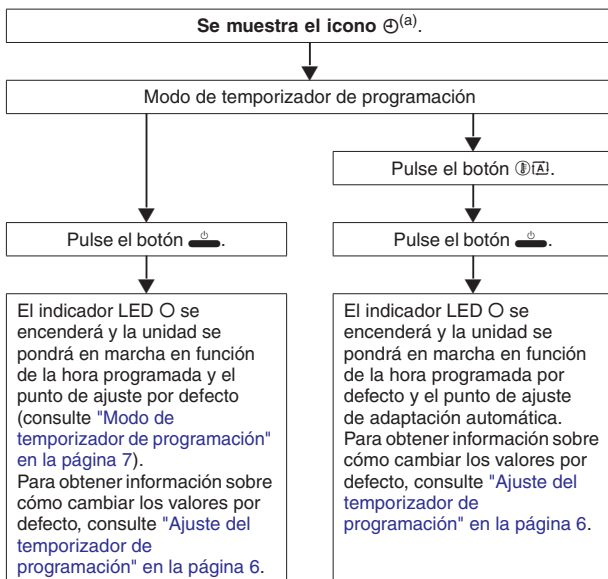 Se muestra el icono ⏲(a).
Modo de temporizador de programación
Pulse el botón 🄐.
Pulse el botón ⏻.
Pulse el botón ⏻.
El indicador LED O se
encenderá y la unidad se
pondrá en marcha en función
de la hora programada y el
punto de ajuste por defecto
(consulte "Modo de
temporizador de programación"
en la página 7).
Para obtener información sobre
cómo cambiar los valores por
defecto, consulte "Ajuste del
temporizador de
programación" en la página 6.
El indicador LED O se
encenderá y la unidad se
pondrá en marcha en función
de la hora programada por
defecto y el punto de ajuste
de adaptación automática.
Para obtener información sobre
cómo cambiar los valores por
defecto, consulte "Ajuste del
temporizador de
programación" en la página 6.